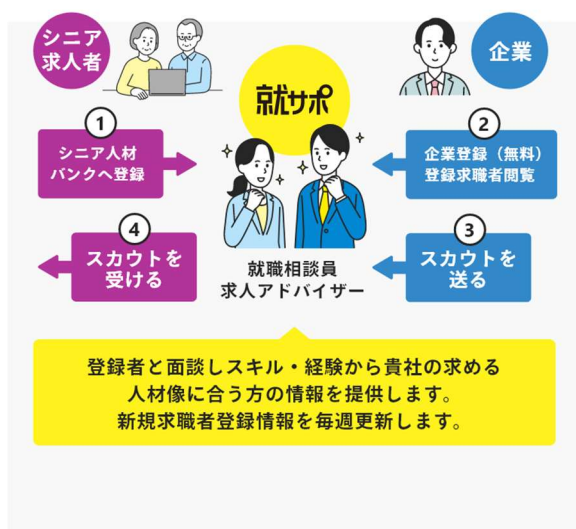 シニア
求人者
企業
就サポ
1
シニア人材
バンクへ登録
2
企業登録（無料）
登録求職者閲覧
4
スカウトを
受ける
3
スカウトを
送る
就職相談員
求人アドバイザー
登録者と面談しスキル・経験から貴社の求める
人材像に合う方の情報を提供します。
新規求職者登録情報を毎週更新します。